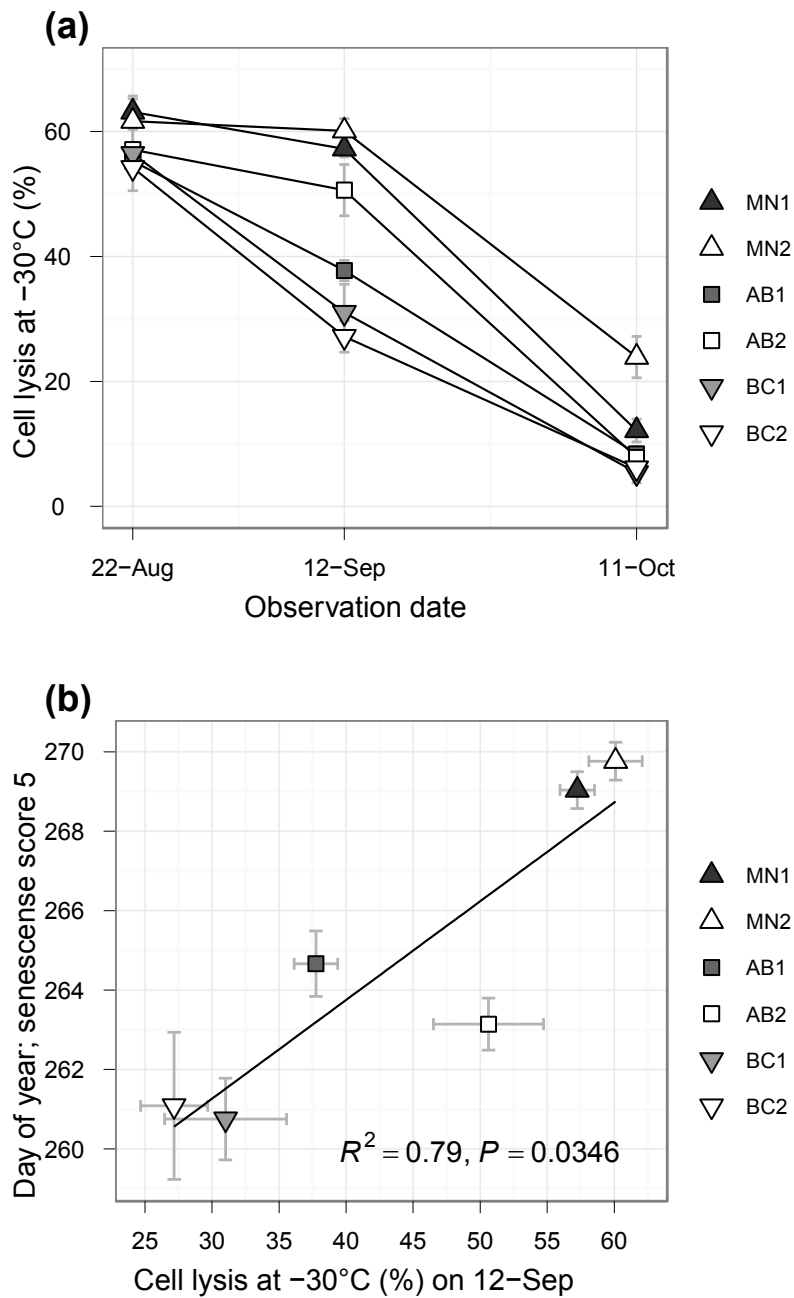 (a)
Cell lysis at −30°C (%)
60
40
20
0
22−Aug
12−Sep
11−Oct
Observation date
MN1
MN2
AB1
AB2
BC1
BC2
(b)
Day of year; senescense score 5
270
268
266
264
262
260
R² = 0.79, P = 0.0346
25
30
35
40
45
50
55
60
Cell lysis at −30°C (%) on 12−Sep
MN1
MN2
AB1
AB2
BC1
BC2